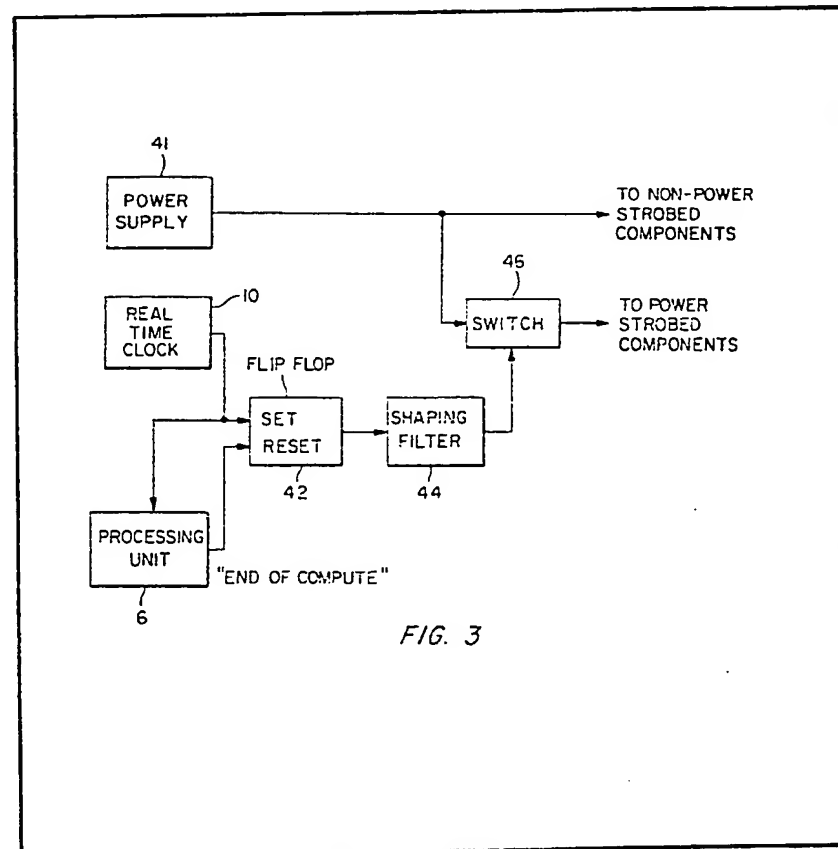 41
POWER
SUPPLY
TO NON-POWER
STROBED
COMPONENTS
46
SWITCH
TO POWER
STROBED
COMPONENTS
10
REAL
TIME
CLOCK
FLIP FLOP
SET
RESET
42
SHAPING
FILTER
44
PROCESSING
UNIT
6
"END OF COMPUTE"
FIG. 3